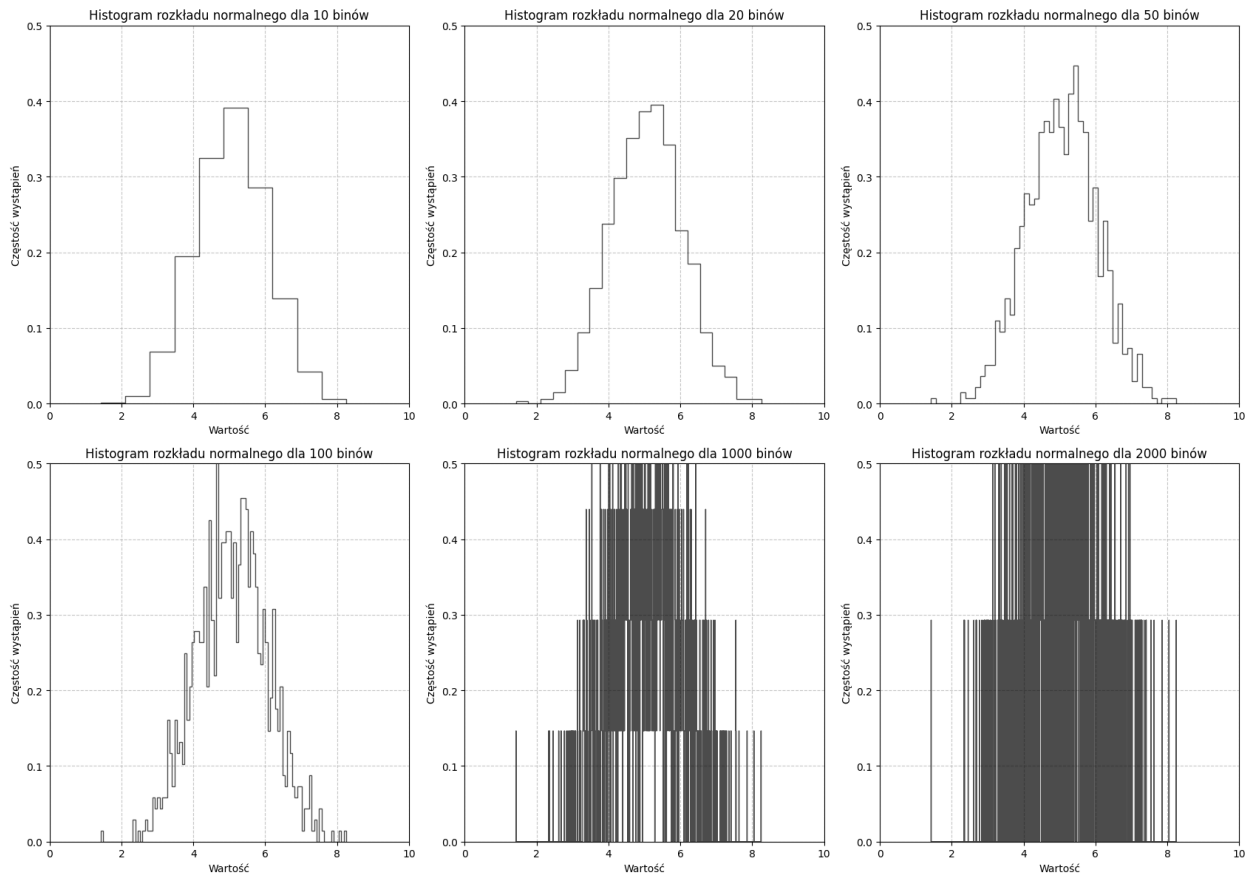 Histogram rozkładu normalnego dla 10 binów
0.5
0.4
0.3
0.2
0.1
0.0
Częstość wystąpień
0 2 4 6 8 10
Wartość
Histogram rozkładu normalnego dla 20 binów
0.5
0.4
0.3
0.2
0.1
0.0
Częstość wystąpień
0 2 4 6 8 10
Wartość
Histogram rozkładu normalnego dla 50 binów
0.5
0.4
0.3
0.2
0.1
0.0
Częstość wystąpień
0 2 4 6 8 10
Wartość
Histogram rozkładu normalnego dla 100 binów
0.5
0.4
0.3
0.2
0.1
0.0
Częstość wystąpień
0 2 4 6 8 10
Wartość
Histogram rozkładu normalnego dla 1000 binów
0.5
0.4
0.3
0.2
0.1
0.0
Częstość wystąpień
0 2 4 6 8 10
Wartość
Histogram rozkładu normalnego dla 2000 binów
0.5
0.4
0.3
0.2
0.1
0.0
Częstość wystąpień
0 2 4 6 8 10
Wartość